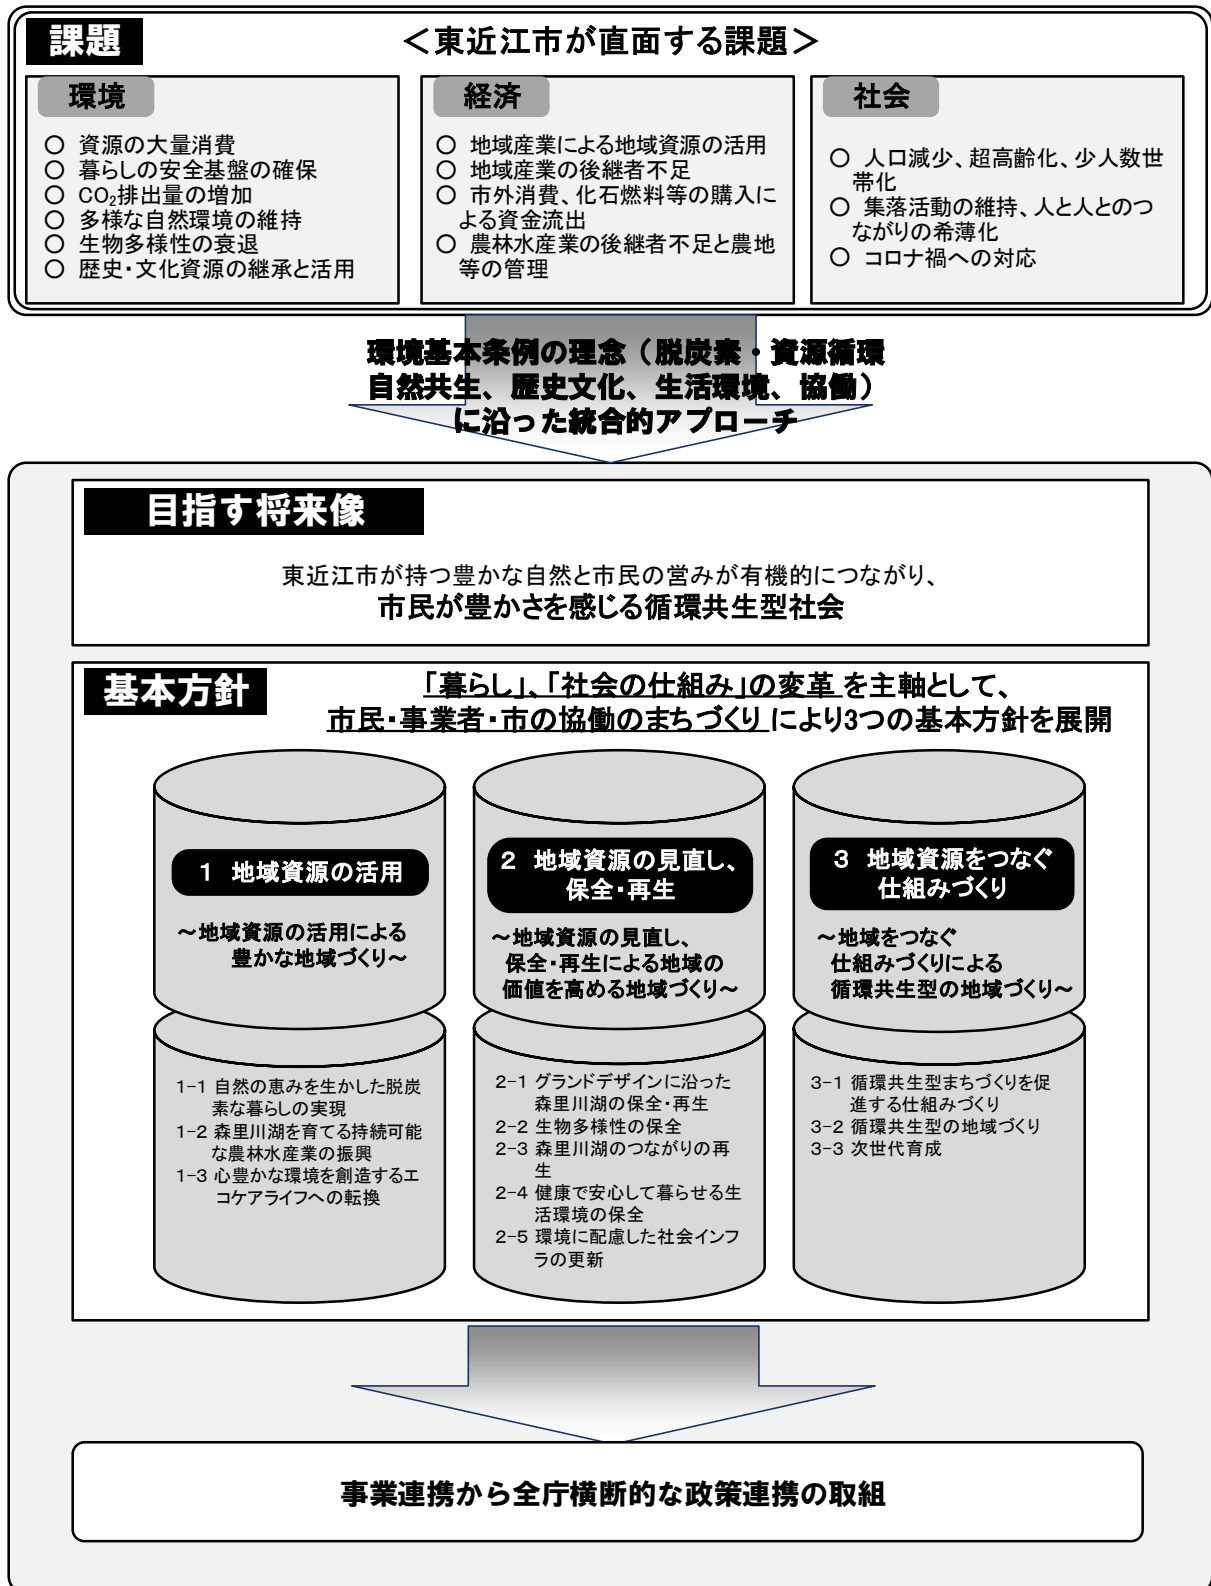 課題
＜東近江市が直面する課題＞
環境
○ 資源の大量消費
○ 暮らしの安全基盤の確保
○ CO₂排出量の増加
○ 多様な自然環境の維持
○ 生物多様性の衰退
○ 歴史・文化資源の継承と活用
経済
○ 地域産業による地域資源の活用
○ 地域産業の後継者不足
○ 市外消費、化石燃料等の購入に
よる資金流出
○ 農林水産業の後継者不足と農地
等の管理
社会
○ 人口減少、超高齢化、少人数世
帯化
○ 集落活動の維持、人と人とのつ
ながりの希薄化
○ コロナ禍への対応
環境基本条例の理念（脱炭素・資源循環
自然共生、歴史文化、生活環境、協働）
に沿った統合的アプローチ
目指す将来像
東近江市が持つ豊かな自然と市民の営みが有機的につながり、
市民が豊かさを感じる循環共生型社会
基本方針
「暮らし」、「社会の仕組み」の変革 を主軸として、
市民・事業者・市の協働のまちづくり により3つの基本方針を展開
１ 地域資源の活用
～地域資源の活用による
豊かな地域づくり～
1-1 自然の恵みを生かした脱炭
素な暮らしの実現
1-2 森里川湖を育てる持続可能
な農林水産業の振興
1-3 心豊かな環境を創造するエ
コケアライフへの転換
２ 地域資源の見直し、
保全・再生
～地域資源の見直し、
保全・再生による地域の
価値を高める地域づくり～
2-1 グランドデザインに沿った
森里川湖の保全・再生
2-2 生物多様性の保全
2-3 森里川湖のつながりの再
生
2-4 健康で安心して暮らせる生
活環境の保全
2-5 環境に配慮した社会インフ
ラの更新
３ 地域資源をつなぐ
仕組みづくり
～地域をつなぐ
仕組みづくりによる
循環共生型の地域づくり～
3-1 循環共生型まちづくりを促
進する仕組みづくり
3-2 循環共生型の地域づくり
3-3 次世代育成
事業連携から全庁横断的な政策連携の取組